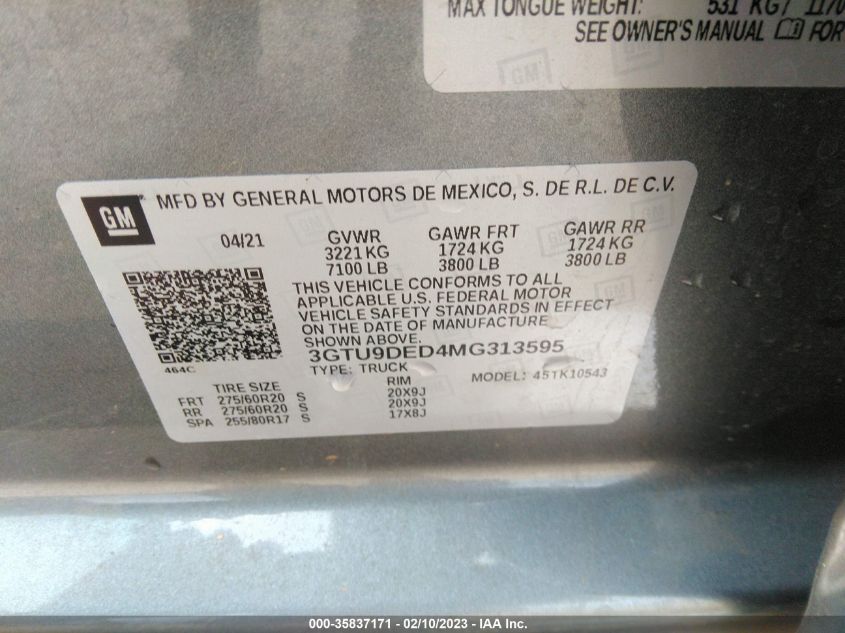 MAX TONGUE WEIGHT: 531 KG/
SEE OWNER'S MANUAL FOR
GM
GM
MFD BY GENERAL MOTORS DE MEXICO, S. DE R.L. DE C.V.
04/21 GVWR GAWR FRT GAWR RR
3221 KG 1724 KG 1724 KG
7100 LB 3800 LB 3800 LB
THIS VEHICLE CONFORMS TO ALL
APPLICABLE U.S. FEDERAL MOTOR
VEHICLE SAFETY STANDARDS IN EFFECT
ON THE DATE OF MANUFACTURE
SHOWN ABOVE.
464C
3GTU9DED4MG313595
TYPE: TRUCK MODEL: 45TK10543
TIRE SIZE RIM
FRT 275/60R20 S 20X9J
RR 275/60R20 S 20X9J
SPA 255/80R17 S 17X8J
000-35837171 - 02/10/2023 - IAA Inc.